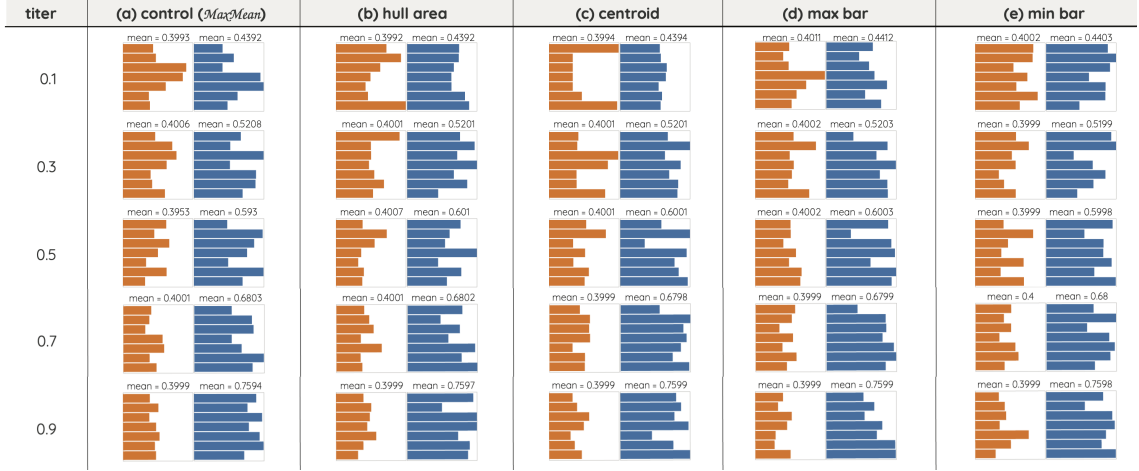 titer (a) control (MaxMean) (b) hull area (c) centroid (d) max bar (e) min bar
mean = 0.3993 mean = 0.4392 mean = 0.3992 mean = 0.4392 mean = 0.3994 mean = 0.4394 mean = 0.4011 mean = 0.4412 mean = 0.4002 mean = 0.4403
0.1
mean = 0.4006 mean = 0.5208 mean = 0.4001 mean = 0.5201 mean = 0.4001 mean = 0.5201 mean = 0.4002 mean = 0.5203 mean = 0.3999 mean = 0.5199
0.3
mean = 0.3953 mean = 0.593 mean = 0.4007 mean = 0.601 mean = 0.4001 mean = 0.6001 mean = 0.4002 mean = 0.6003 mean = 0.3999 mean = 0.5998
0.5
mean = 0.4001 mean = 0.6803 mean = 0.4001 mean = 0.6802 mean = 0.3999 mean = 0.6798 mean = 0.3999 mean = 0.6799 mean = 0.4 mean = 0.68
0.7
mean = 0.3999 mean = 0.7594 mean = 0.3999 mean = 0.7597 mean = 0.3999 mean = 0.7599 mean = 0.3999 mean = 0.7599 mean = 0.3999 mean = 0.7598
0.9